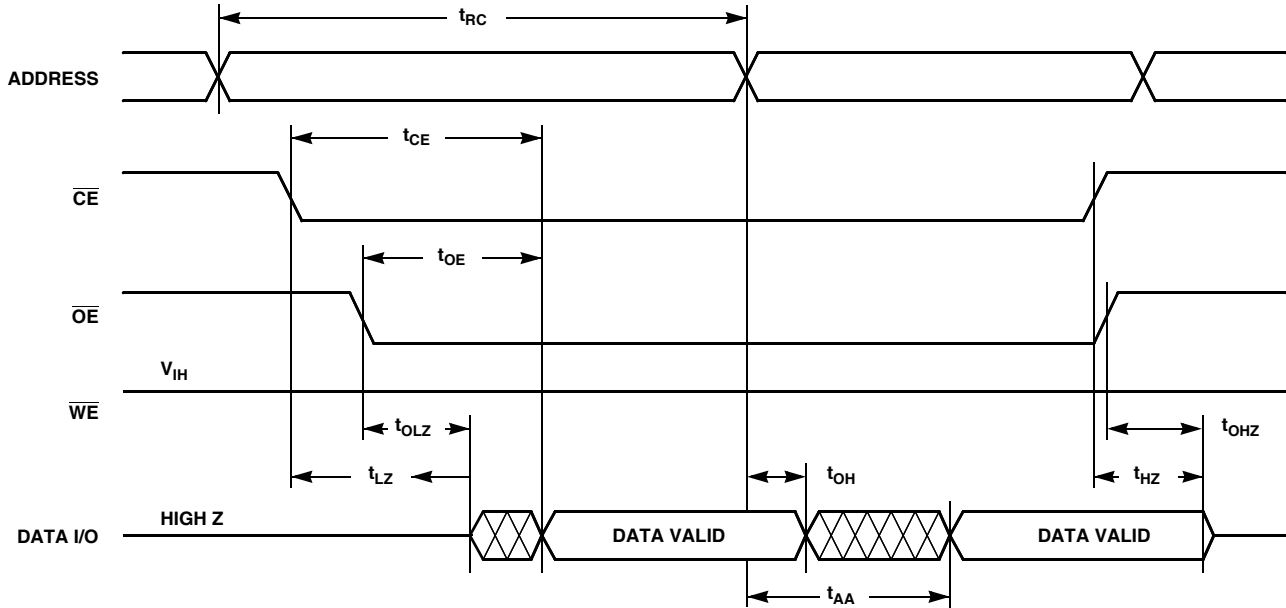 tRC
ADDRESS
tCE
CE
tOE
OE
VIH
WE
tOLZ
tOHZ
tLZ
tOH
tHZ
HIGH Z
DATA I/O
DATA VALID
DATA VALID
tAA